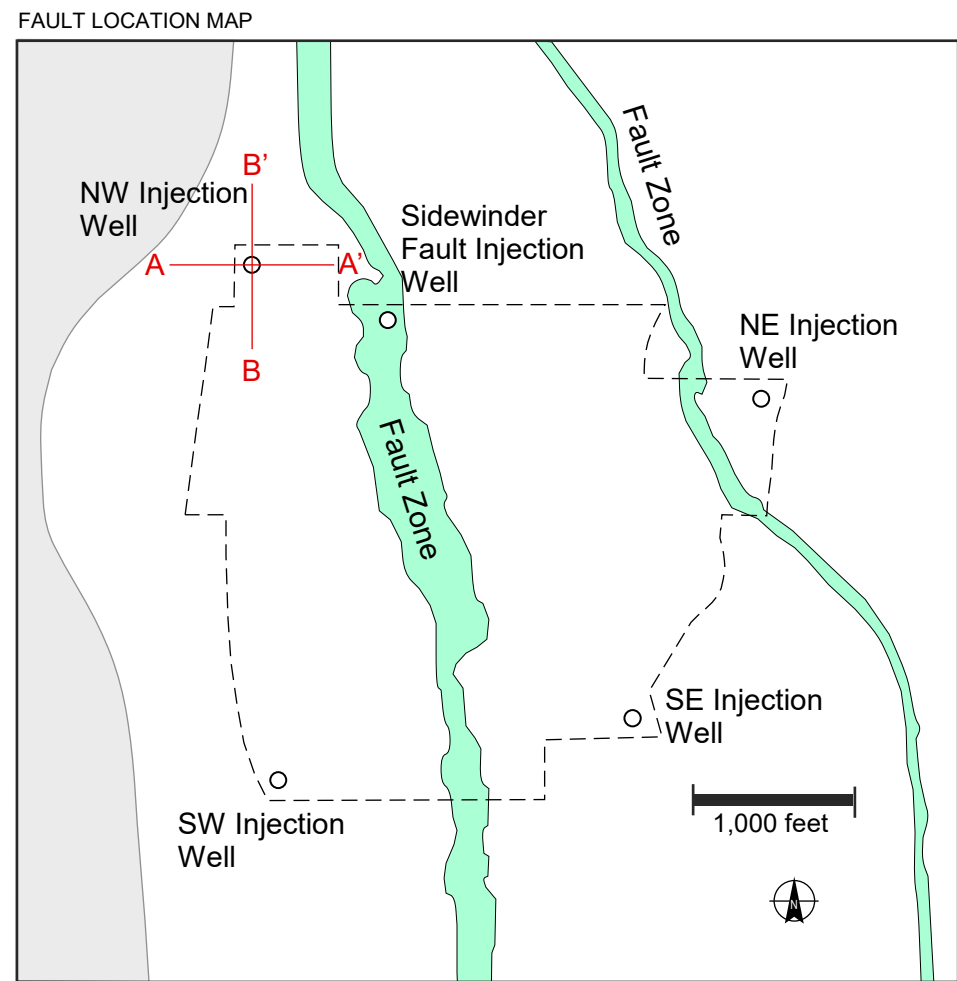 FAULT LOCATION MAP
Fault Zone
B’
NW Injection
Well
Sidewinder
Fault Injection
Well
A
A’
NE Injection
Well
B
Fault Zone
SE Injection
Well
SW Injection
Well
1,000 feet
N